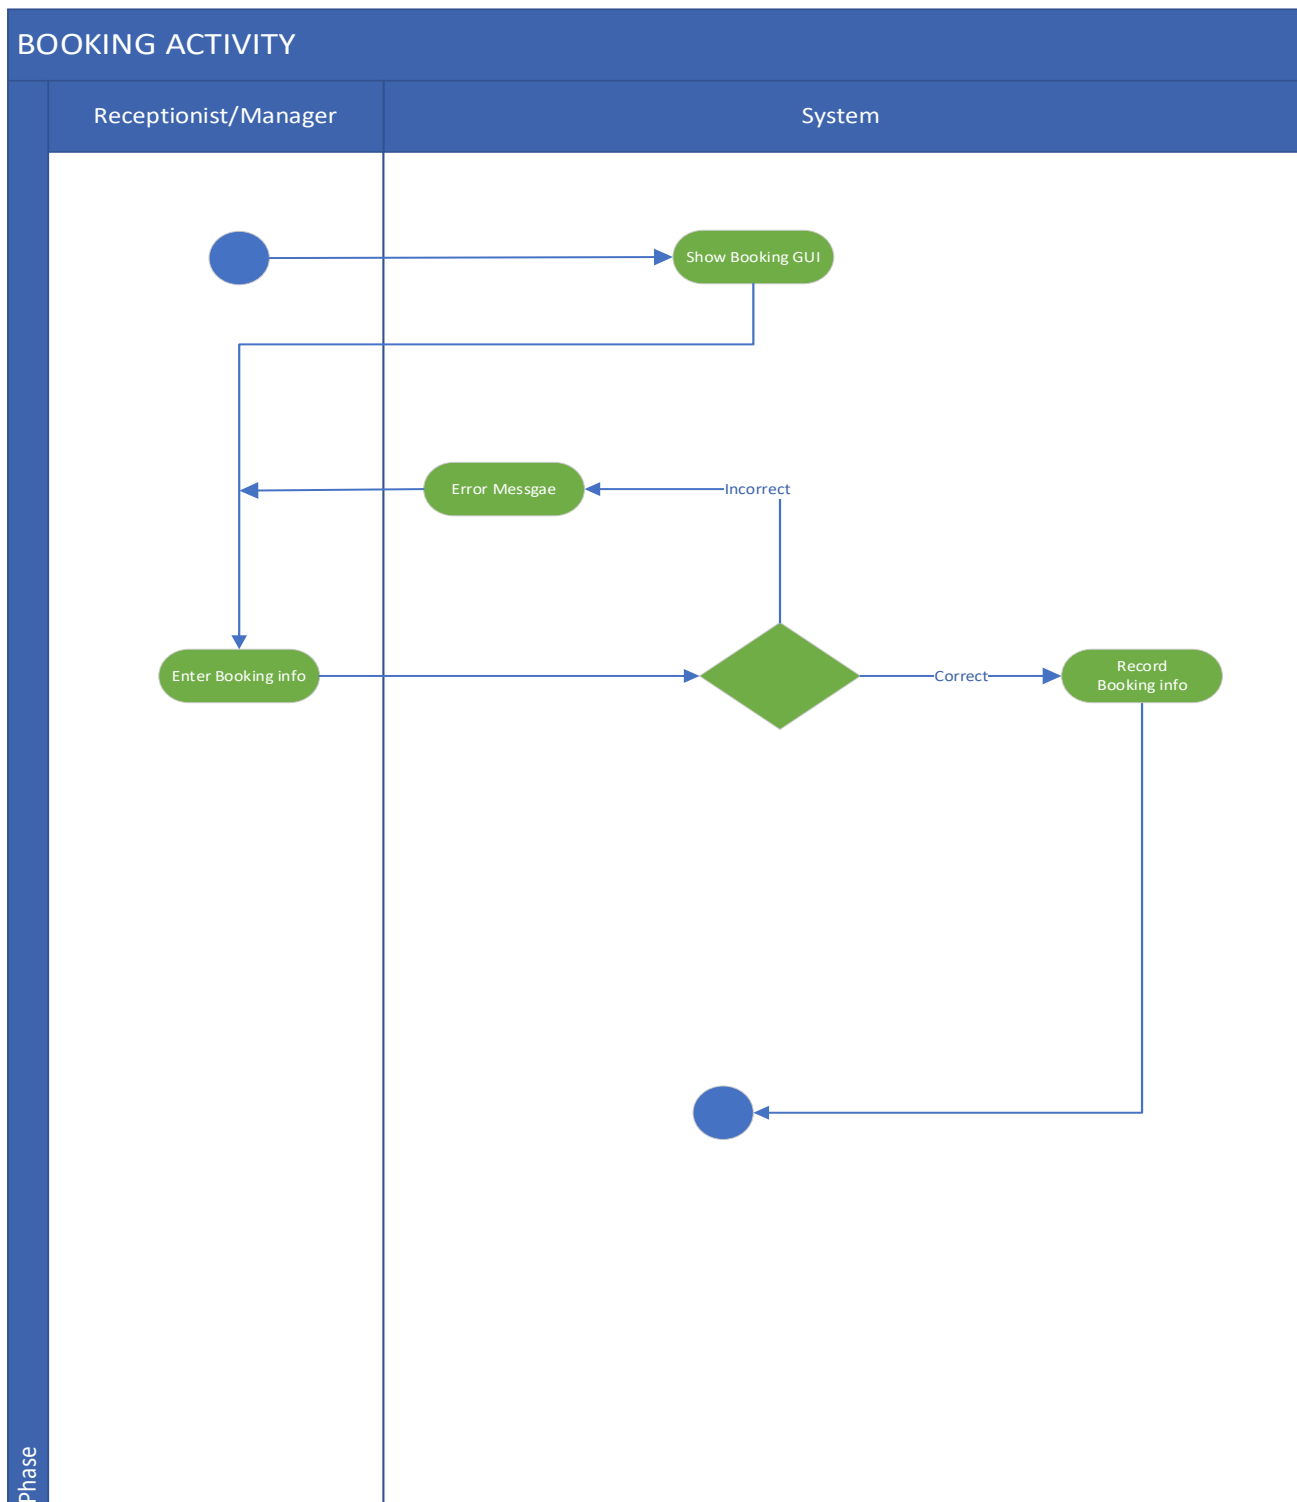 BOOKING ACTIVITY
Receptionist/Manager
System
Show Booking GUI
Error Messgae
Incorrect
Enter Booking info
Correct
Record
Booking info
Phase